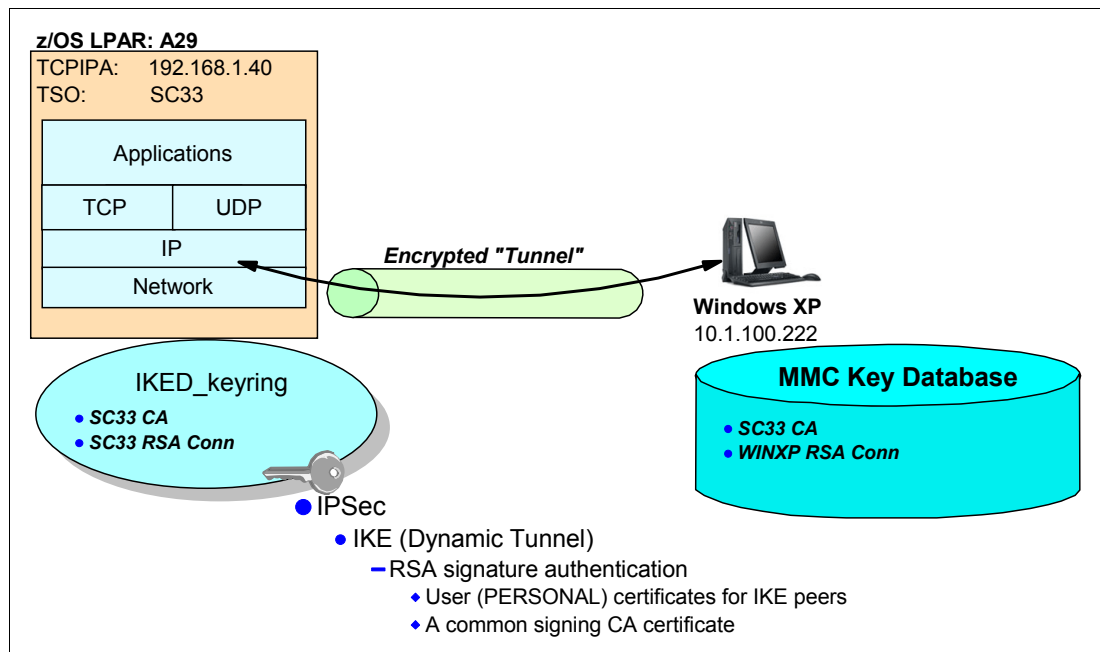 z/OS LPAR: A29
TCPIPA: 192.168.1.40
TSO: SC33
Applications
TCP UDP
IP
Network
Encrypted "Tunnel"
Windows XP
10.1.100.222
IKED_keyring
• SC33 CA
• SC33 RSA Conn
MMC Key Database
• SC33 CA
• WINXP RSA Conn
• IPSec
• IKE (Dynamic Tunnel)
– RSA signature authentication
◆ User (PERSONAL) certificates for IKE peers
◆ A common signing CA certificate